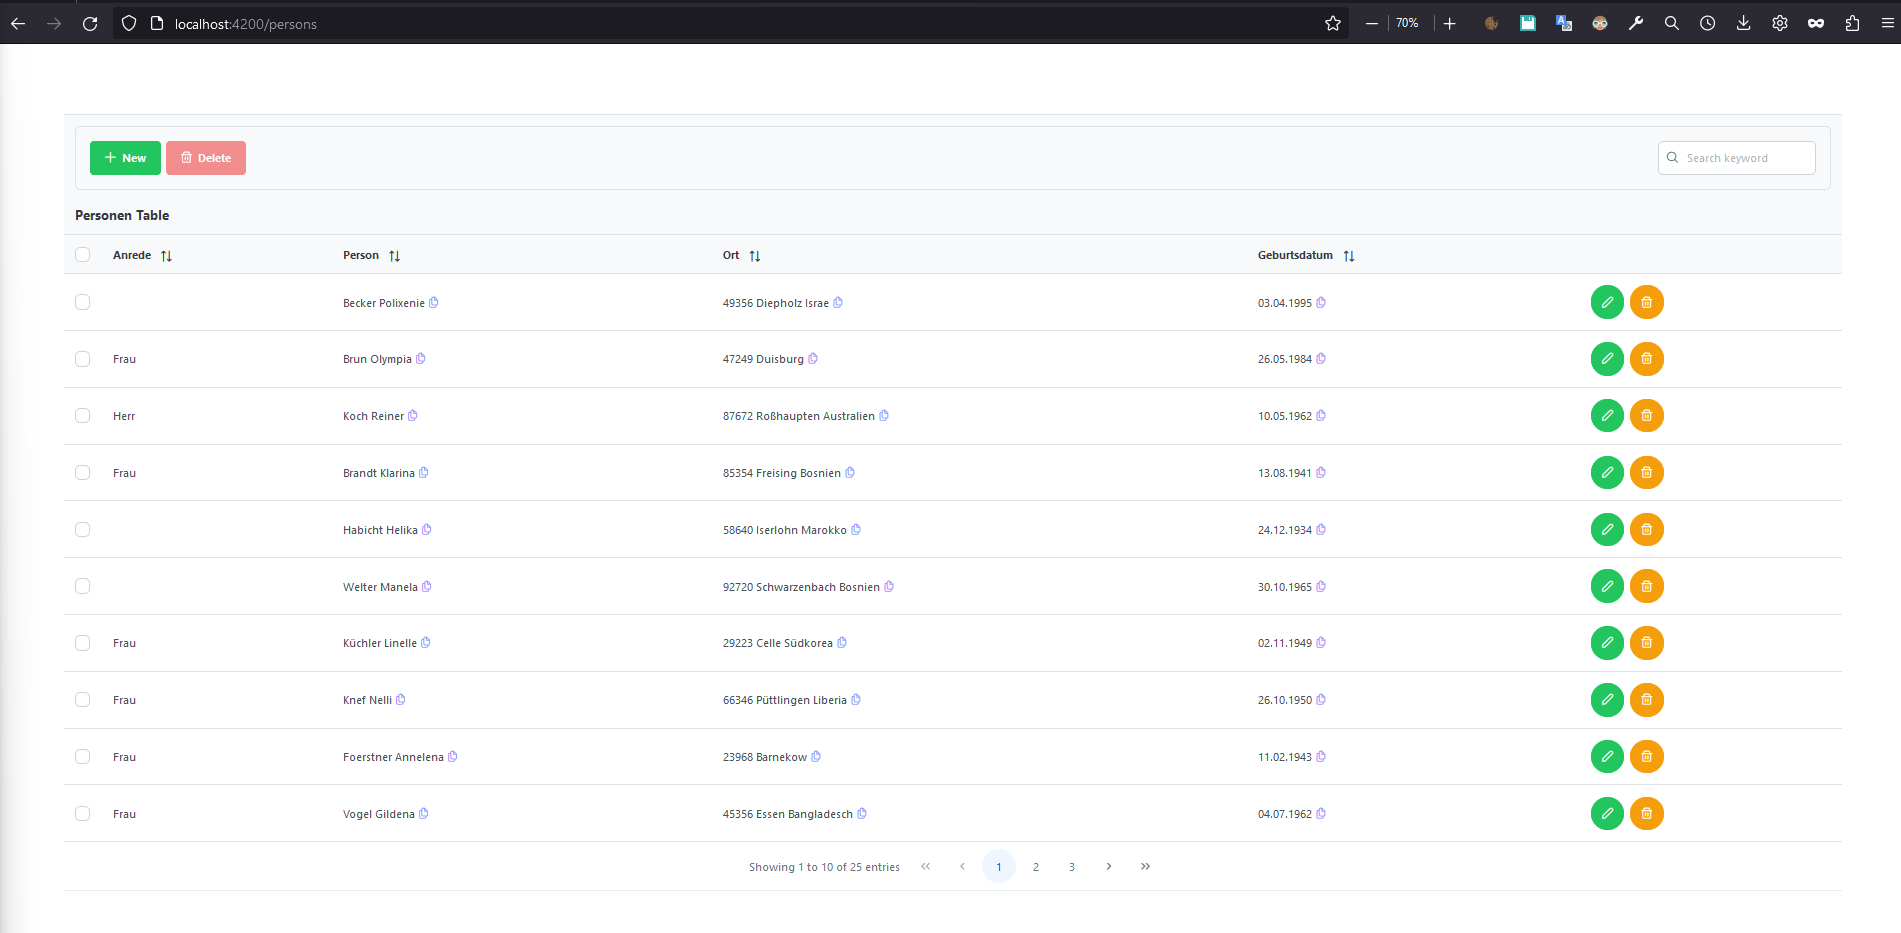 localhost:4200/persons 70%
New Delete Search keyword
Personen Table
Anrede Person Ort Geburtsdatum
Becker Polixenie 49356 Diepholz Israe 03.04.1995
Frau Brun Olympia 47249 Duisburg 26.05.1984
Herr Koch Reiner 87672 Roßhaupten Australien 10.05.1962
Frau Brandt Klarina 85354 Freising Bosnien 13.08.1941
Habicht Helika 58640 Iserlohn Marokko 24.12.1934
Welter Manela 92720 Schwarzenbach Bosnien 30.10.1965
Frau Küchler Linelle 29223 Celle Südkorea 02.11.1949
Frau Knef Nelli 66346 Püttlingen Liberia 26.10.1950
Frau Foerstner Annelena 23968 Barnekow 11.02.1943
Frau Vogel Gildena 45356 Essen Bangladesch 04.07.1962
Showing 1 to 10 of 25 entries « ‹ 1 2 3 › »